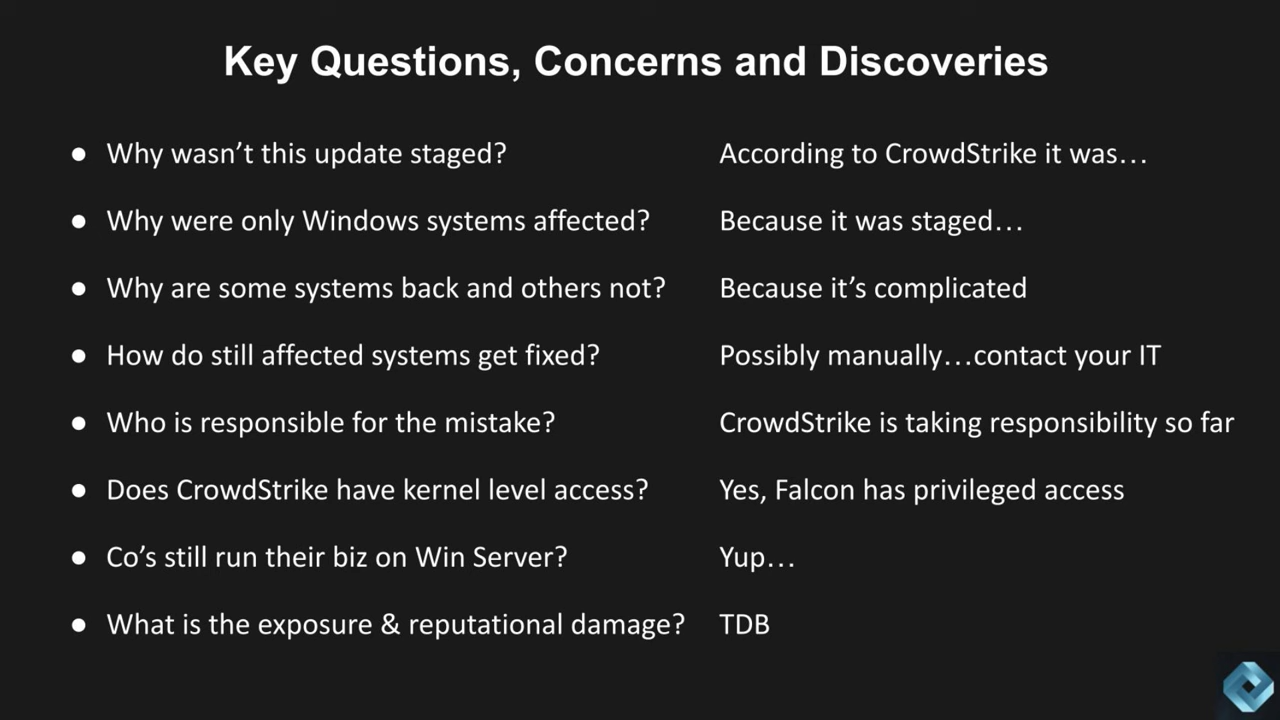 Key Questions, Concerns and Discoveries
● Why wasn’t this update staged? According to CrowdStrike it was…
● Why were only Windows systems affected? Because it was staged…
● Why are some systems back and others not? Because it’s complicated
● How do still affected systems get fixed? Possibly manually…contact your IT
● Who is responsible for the mistake? CrowdStrike is taking responsibility so far
● Does CrowdStrike have kernel level access? Yes, Falcon has privileged access
● Co’s still run their biz on Win Server? Yup…
● What is the exposure & reputational damage? TDB